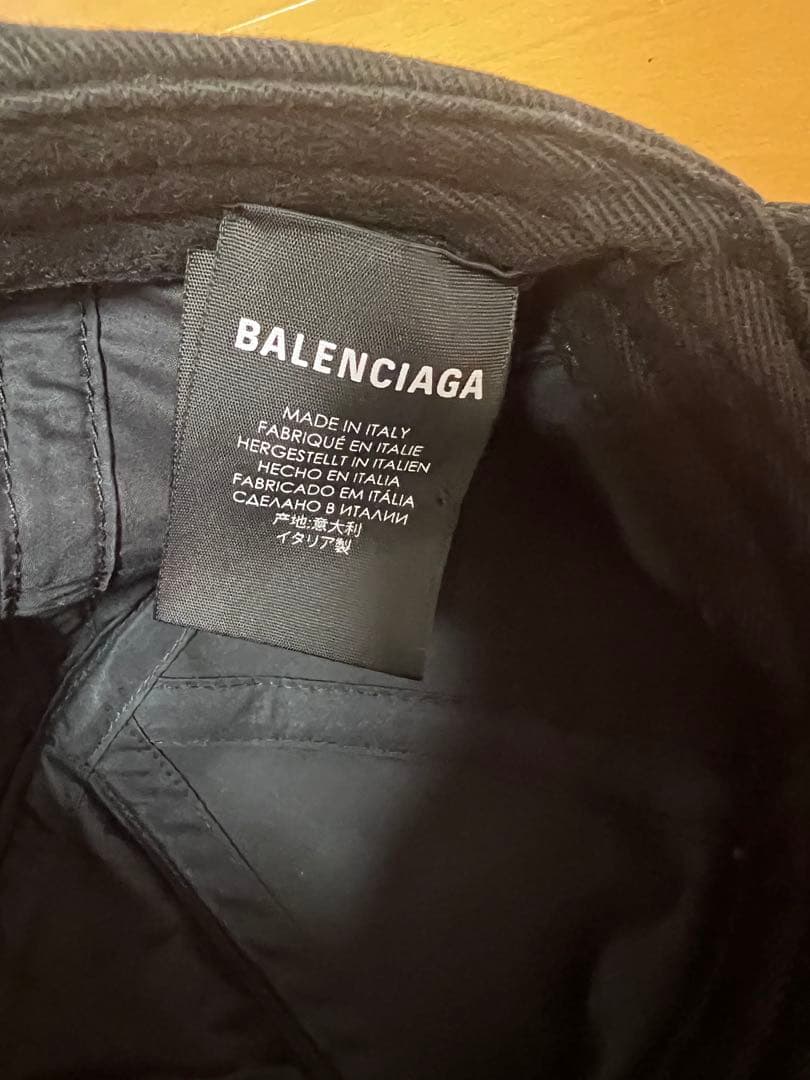 BALENCIAGA
MADE IN ITALY
FABRIQUÉ EN ITALIE
HERGESTELLT IN ITALIEN
HECHO EN ITALIA
FABRICADO EM ITÁLIA
СДЕЛАНО В ИТАЛИИ
产地:意大利
イタリア製